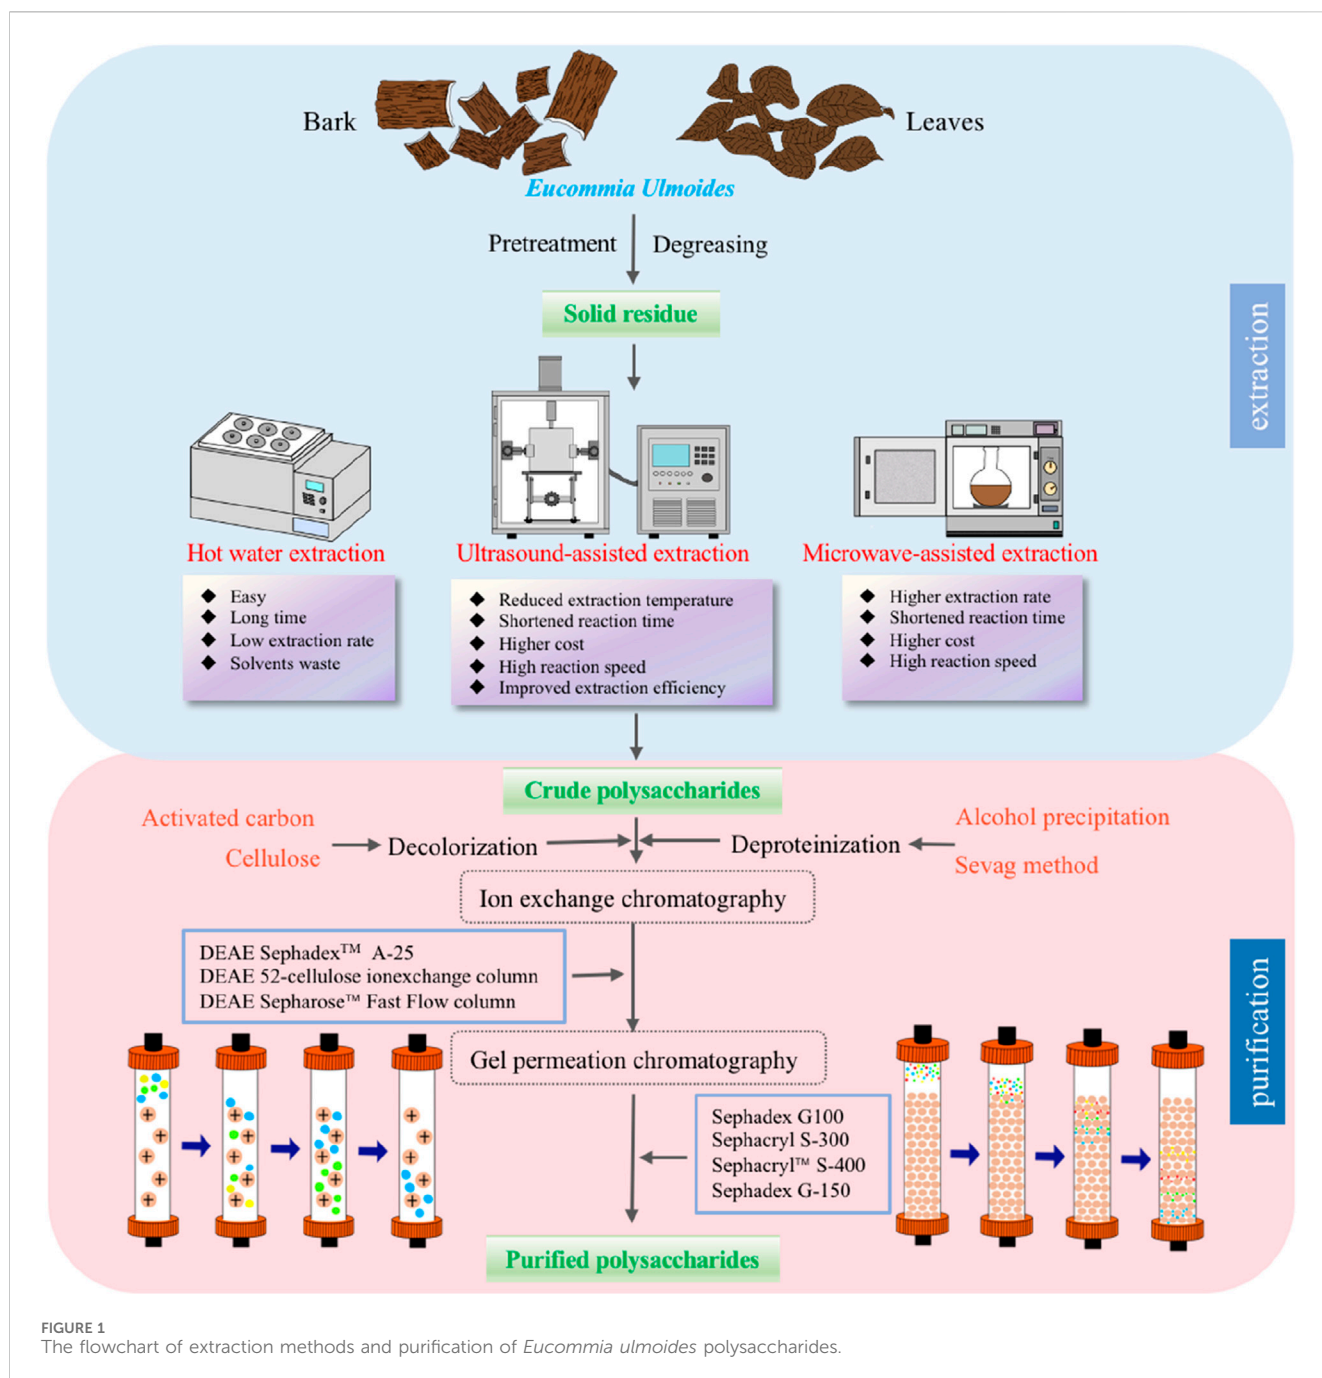 Bark
Leaves
Eucommia Ulmoides
Pretreatment
Degreasing
Solid residue
extraction
Hot water extraction
Easy
Long time
Low extraction rate
Solvents waste
Ultrasound-assisted extraction
Reduced extraction temperature
Shortened reaction time
Higher cost
High reaction speed
Improved extraction efficiency
Microwave-assisted extraction
Higher extraction rate
Shortened reaction time
Higher cost
High reaction speed
Crude polysaccharides
Activated carbon
Cellulose
Decolorization
Deproteinization
Alcohol precipitation
Sevag method
Ion exchange chromatography
DEAE Sephadex™ A-25
DEAE 52-cellulose ionexchange column
DEAE Sepharose™ Fast Flow column
purification
Gel permeation chromatography
Sephadex G100
Sephacryl S-300
Sephacryl™ S-400
Sephadex G-150
Purified polysaccharides
FIGURE 1
The flowchart of extraction methods and purification of Eucommia ulmoides polysaccharides.